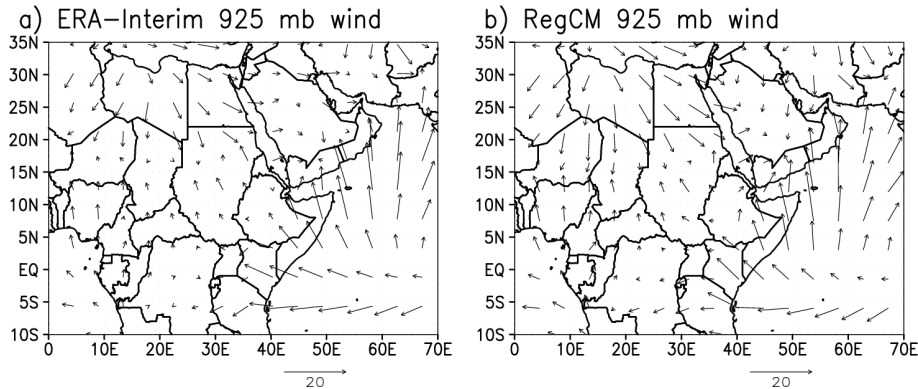 a) ERA-Interim 925 mb wind
35N
30N
25N
20N
15N
10N
5N
EQ
5S
10S
0 10E 20E 30E 40E 50E 60E 70E
20
b) RegCM 925 mb wind
35N
30N
25N
20N
15N
10N
5N
EQ
5S
10S
0 10E 20E 30E 40E 50E 60E 70E
20